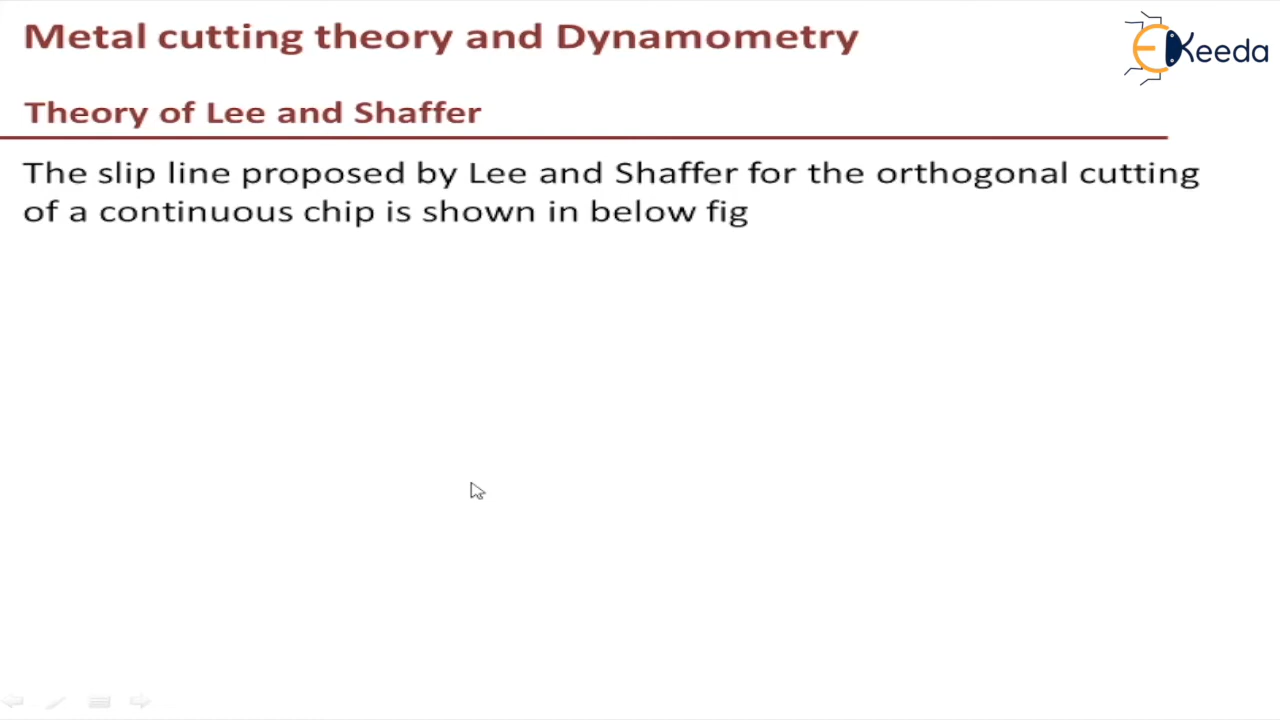 Metal cutting theory and Dynamometry
EKeeda
Theory of Lee and Shaffer
The slip line proposed by Lee and Shaffer for the orthogonal cutting
of a continuous chip is shown in below fig